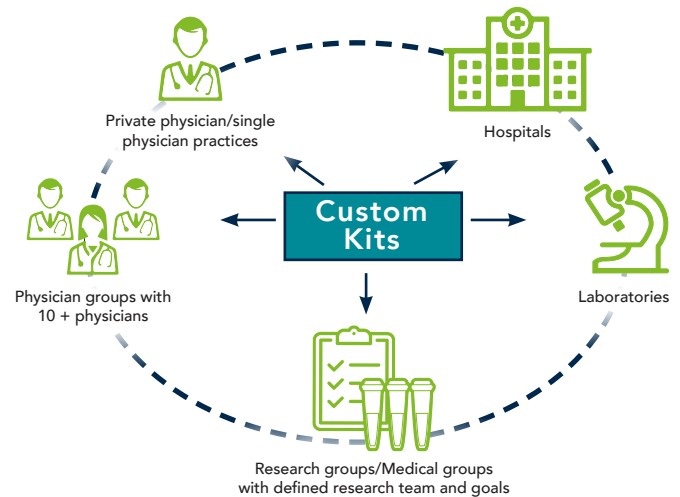 Private physician/single
physician practices
Hospitals
Custom
Kits
Physician groups with
10 + physicians
Laboratories
Research groups/Medical groups
with defined research team and goals